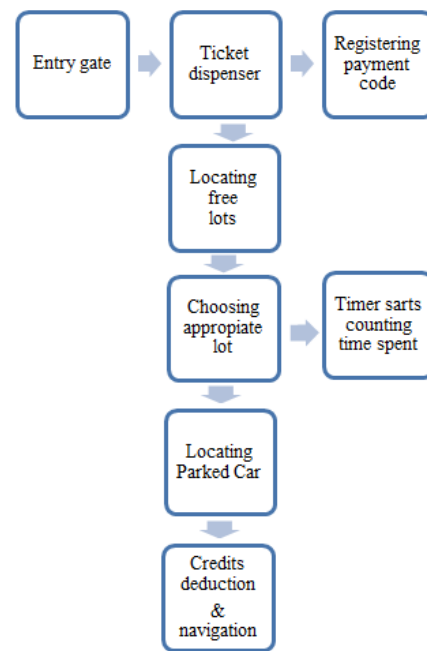 Entry gate
Ticket
dispenser
Registering
payment
code
Locating
free
lots
Choosing
appropiate
lot
Timer sarts
counting
time spent
Locating
Parked Car
Credits
deduction
&
navigation